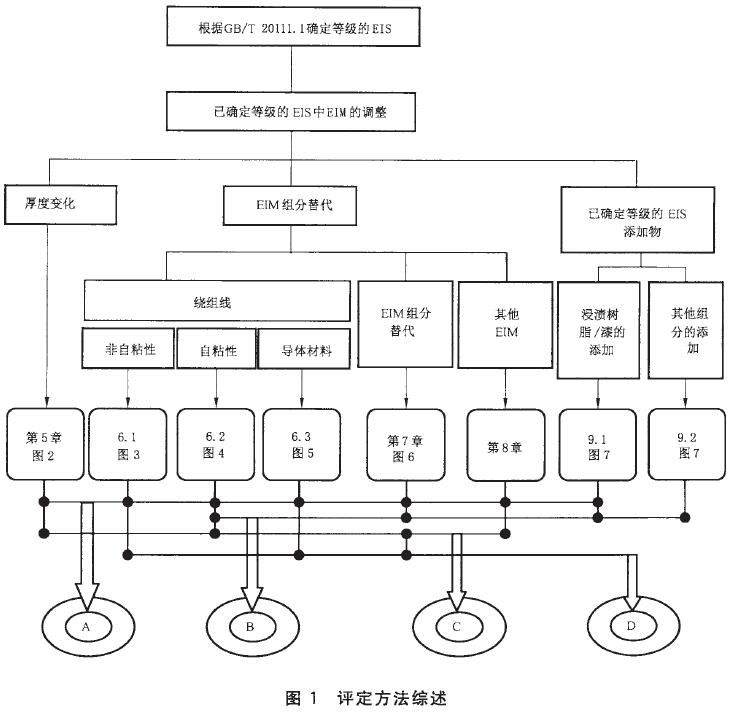 根据GB/T 20111.1确定等级的EIS
已确定等级的EIS中EIM的调整
厚度变化
EIM组分替代
已确定等级的 EIS
添加物
绕组线
EIM组分
替代
其他
EIM
浸渍树
脂/漆的
添加
其他组
分的添
加
非自粘性
自粘性
导体材料
第5章
图2
6.1
图3
6.2
图4
6.3
图5
第7章
图6
第8章
9.1
图7
9.2
图7
A
B
C
D
图 1 评定方法综述